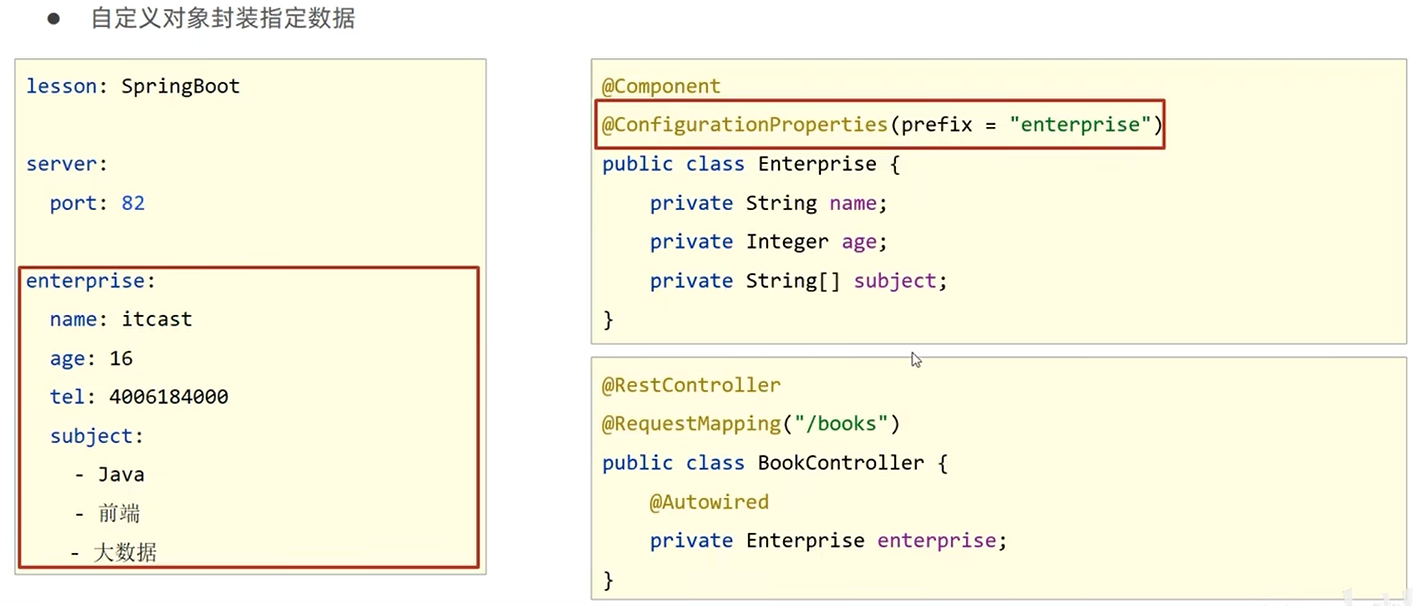 ● 自定义对象封装指定数据
lesson: SpringBoot
server:
  port: 82
enterprise:
  name: itcast
  age: 16
  tel: 4006184000
  subject:
    - Java
    - 前端
    - 大数据
@Component
@ConfigurationProperties(prefix = "enterprise")
public class Enterprise {
    private String name;
    private Integer age;
    private String[] subject;
}
@RestController
@RequestMapping("/books")
public class BookController {
    @Autowired
    private Enterprise enterprise;
}